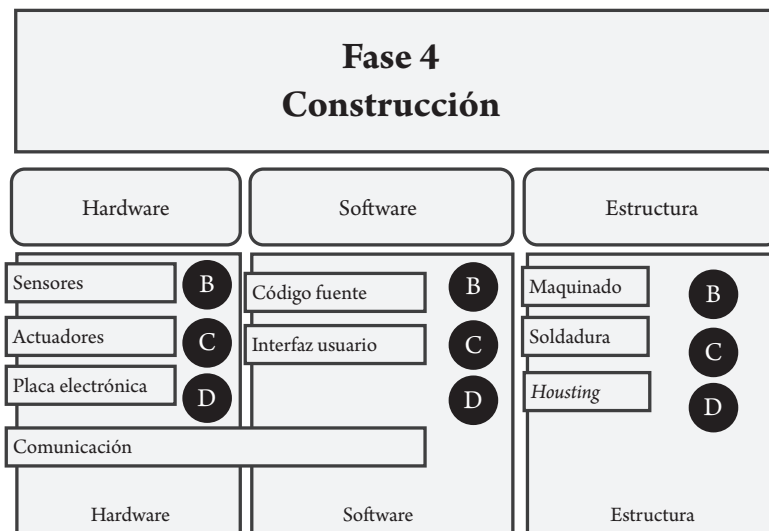 Fase 4
Construcción
Hardware
Software
Estructura
Sensores
B
Actuadores
C
Placa electrónica
D
Código fuente
B
Interfaz usuario
C
D
Maquinado
B
Soldadura
C
Housting
D
Comunicación
Hardware
Software
Estructura